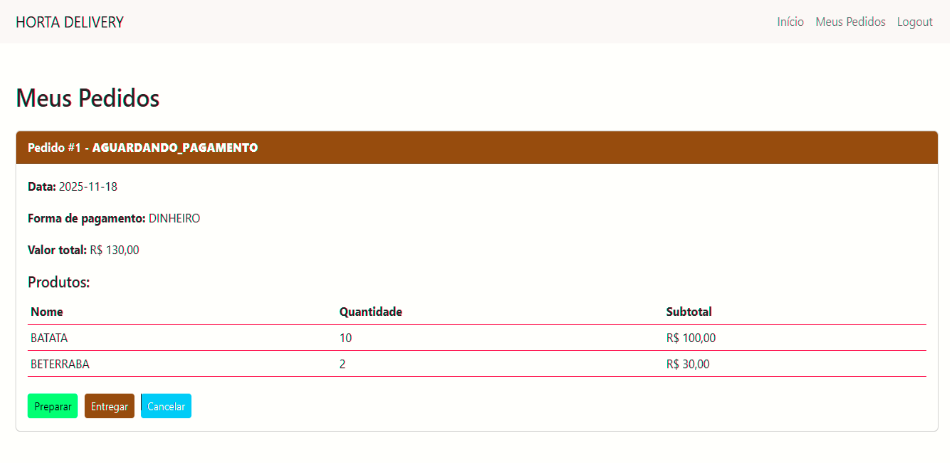 HORTA DELIVERY Início Meus Pedidos Logout
Meus Pedidos
Pedido #1 - AGUARDANDO_PAGAMENTO
Data: 2025-11-18
Forma de pagamento: DINHEIRO
Valor total: R$ 130,00
Produtos:
Nome Quantidade Subtotal
BATATA 10 R$ 100,00
BETERRABA 2 R$ 30,00
Preparar Entregar Cancelar